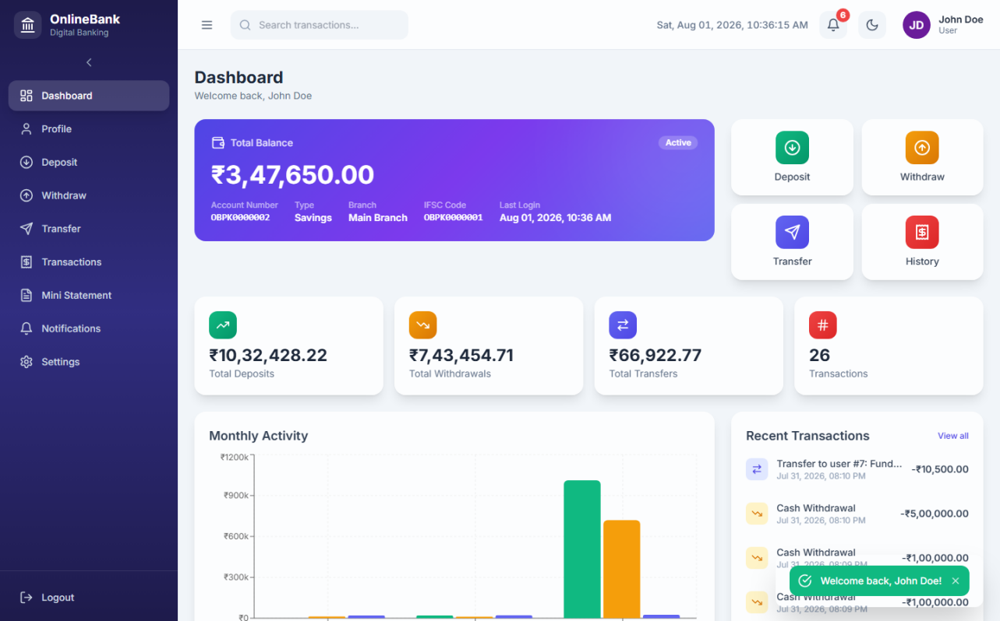 OnlineBank
Digital Banking
Dashboard
Profile
Deposit
Withdraw
Transfer
Transactions
Mini Statement
Notifications
Settings
Logout
Search transactions...
Sat, Aug 01, 2026, 10:36:15 AM
6
JD
John Doe
User
Dashboard
Welcome back, John Doe
Total Balance
Active
₹3,47,650.00
Account Number Type Branch IFSC Code Last Login
OBPK0000002 Savings Main Branch OBPK0000001 Aug 01, 2026, 10:36 AM
Deposit
Withdraw
Transfer
History
₹10,32,428.22
Total Deposits
₹7,43,454.71
Total Withdrawals
₹66,922.77
Total Transfers
26
Transactions
Monthly Activity
₹1200k
₹900k
₹600k
₹300k
₹0
Recent Transactions View all
Transfer to user #7: Fund... -₹10,500.00
Jul 31, 2026, 08:10 PM
Cash Withdrawal -₹5,00,000.00
Jul 31, 2026, 08:10 PM
Cash Withdrawal -₹1,00,000.00
Jul 31, 2026, 08:09 PM
Welcome back, John Doe!
Cash Withdrawal -₹1,00,000.00
Jul 31, 2026, 08:09 PM